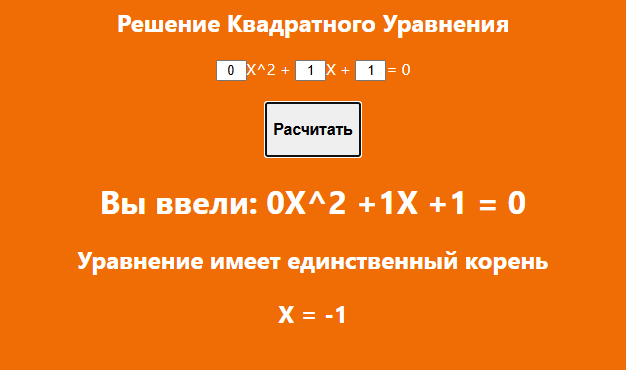 Решение Квадратного Уравнения
0 X^2 + 1 X + 1 = 0
Расчитать
Вы ввели: 0X^2 +1X +1 = 0
Уравнение имеет единственный корень
X = -1